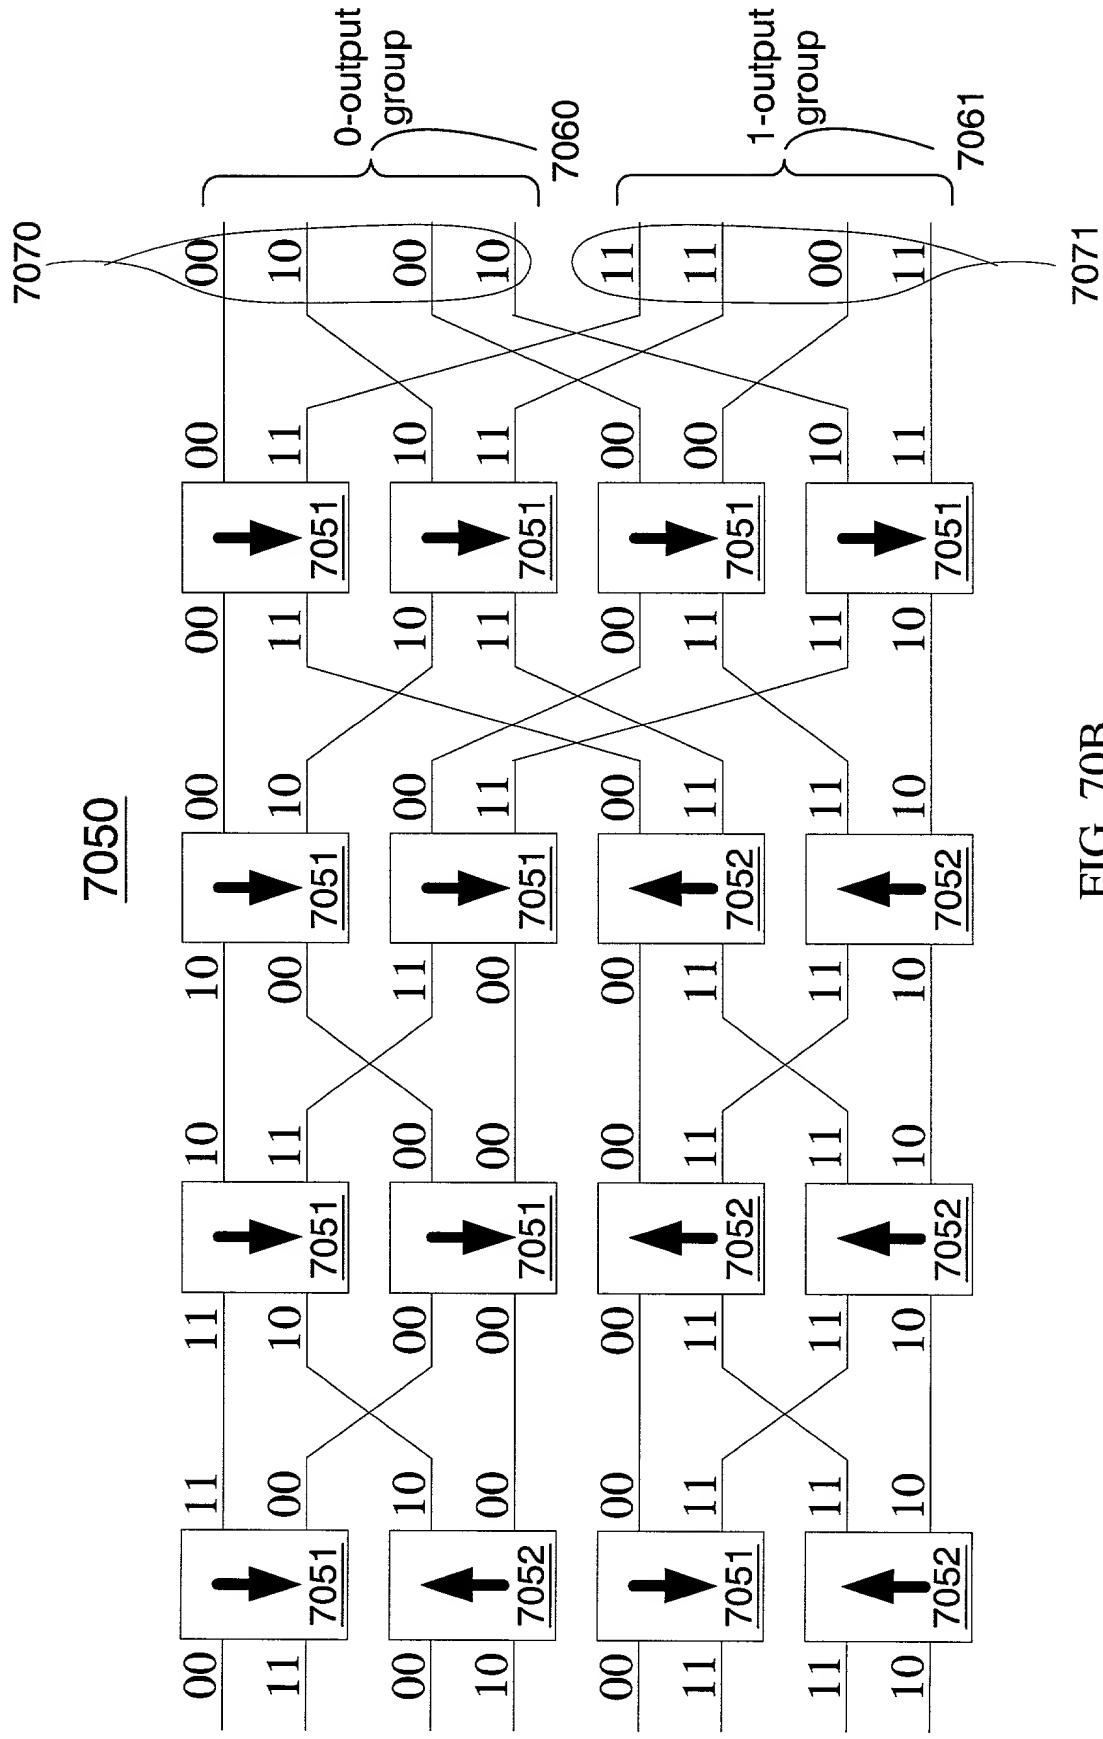 7070
7050
00 11 11 10 10 00 00 00 00
11 00 10 11 00 10 11 11 10
7051 7051 7051 7051
0-output
group
00 10 00 00 11 00 10 10 00
10 00 00 00 00 11 11 11 10
7052 7051 7051 7051
7060
00 00 00 00 00 00 00 00 11
11 11 11 11 11 11 11 00 11
7051 7052 7052 7051
1-output
group
11 11 11 11 11 11 11 10 00
10 10 10 10 10 10 10 11 11
7052 7052 7052 7051
7061
7071
FIG. 70B